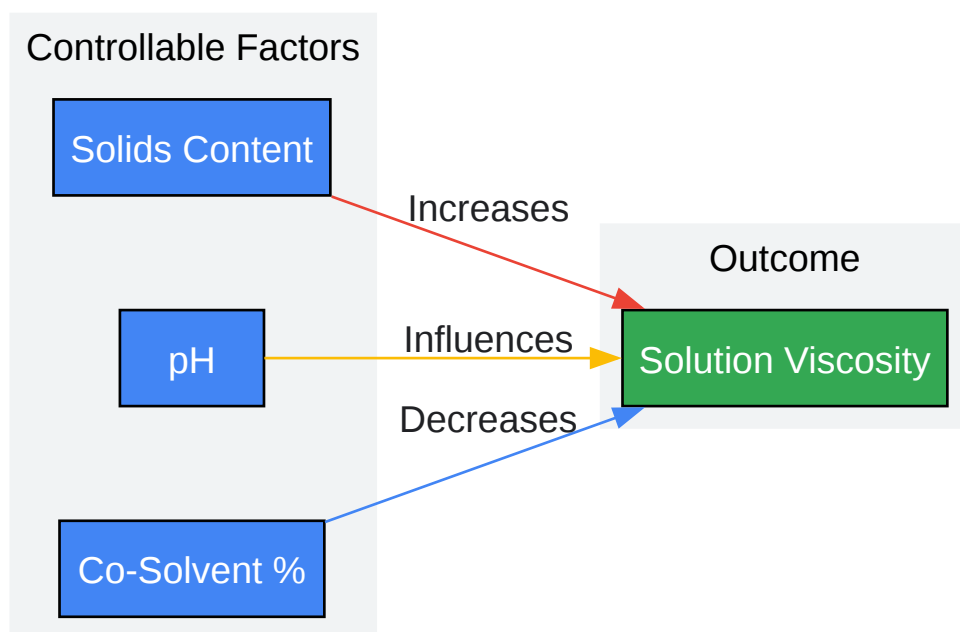 Controllable Factors
Solids Content
Increases
Outcome
pH
Influences
Solution Viscosity
Decreases
Co-Solvent %